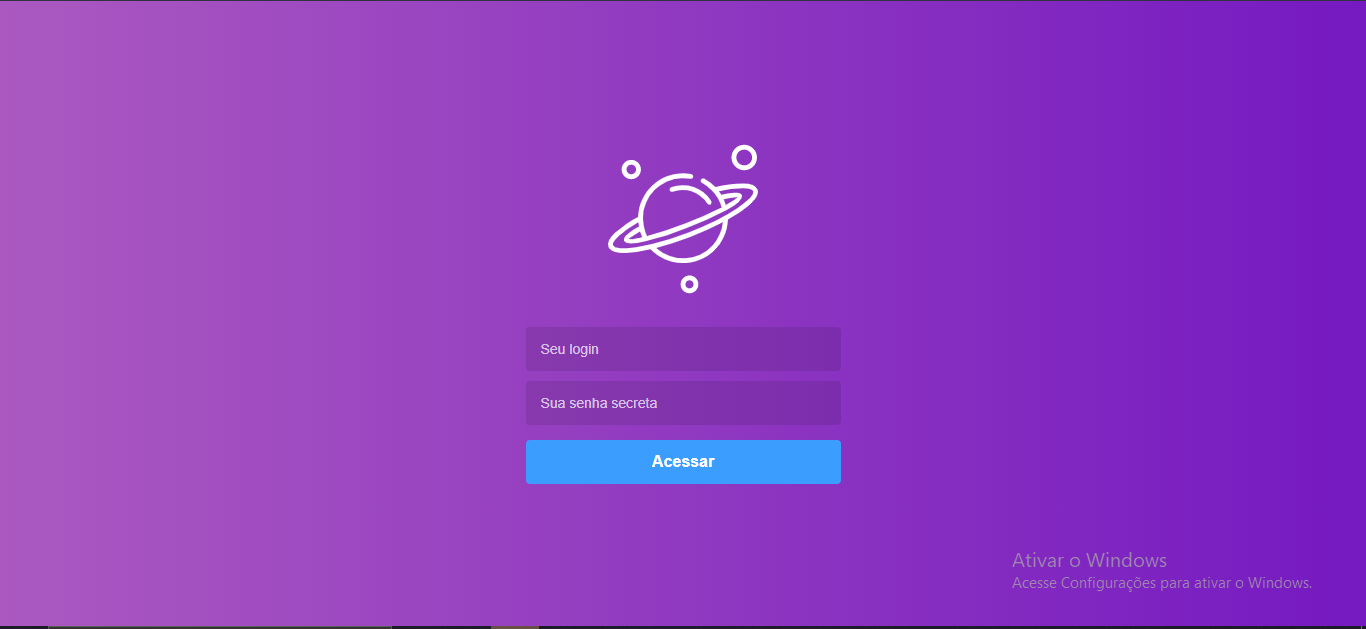 Seu login
Sua senha secreta
Acessar
Ativar o Windows
Acesse Configurações para ativar o Windows.